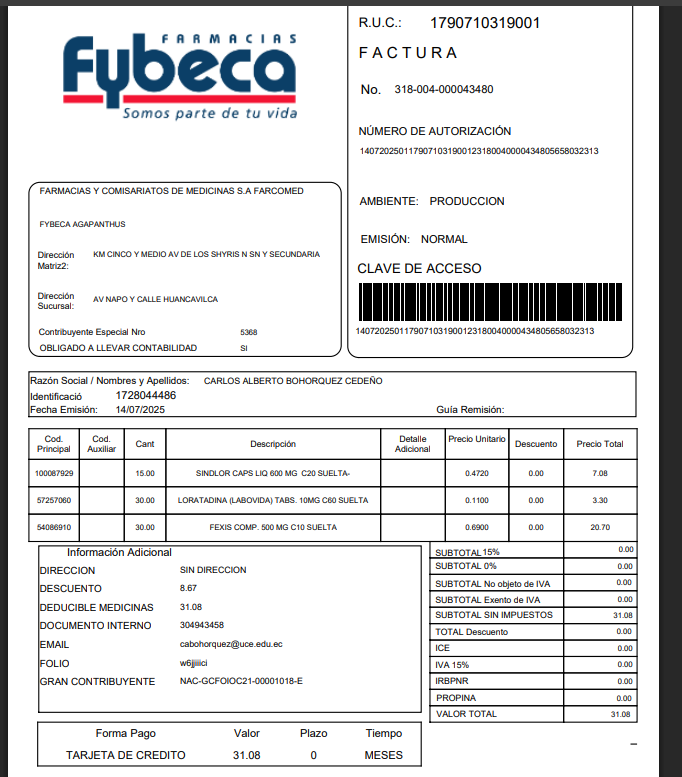 FARMACIAS
Fybeca
Somos parte de tu vida
R.U.C.: 1790710319001
FACTURA
No. 318-004-000043480
NÚMERO DE AUTORIZACIÓN
1407202501179071031900123180040000434805658032313
AMBIENTE: PRODUCCION
EMISIÓN: NORMAL
CLAVE DE ACCESO
1407202501179071031900123180040000434805658032313
FARMACIAS Y COMISARIATOS DE MEDICINAS S.A FARCOMED
FYBECA AGAPANTHUS
Dirección Matriz2: KM CINCO Y MEDIO AV DE LOS SHYRIS N SN Y SECUNDARIA
Dirección Sucursal: AV NAPO Y CALLE HUANCAVILCA
Contribuyente Especial Nro 5368
OBLIGADO A LLEVAR CONTABILIDAD SI
Razón Social / Nombres y Apellidos: CARLOS ALBERTO BOHORQUEZ CEDEÑO
Identificació 1728044486
Fecha Emisión: 14/07/2025 Guía Remisión:
Cod. Principal Cod. Auxiliar Cant Descripción Detalle Adicional Precio Unitario Descuento Precio Total
100087929 15.00 SINDLOR CAPS LIQ 600 MG C20 SUELTA- 0.4720 0.00 7.08
57257060 30.00 LORATADINA (LABOVIDA) TABS. 10MG C60 SUELTA 0.1100 0.00 3.30
54086910 30.00 FEXIS COMP. 500 MG C10 SUELTA 0.6900 0.00 20.70
Información Adicional
DIRECCION SIN DIRECCION
DESCUENTO 8.67
DEDUCIBLE MEDICINAS 31.08
DOCUMENTO INTERNO 304943458
EMAIL cabohorquez@uce.edu.ec
FOLIO w6jjiiici
GRAN CONTRIBUYENTE NAC-GCFOIOC21-00001018-E
SUBTOTAL 15% 0.00
SUBTOTAL 0% 0.00
SUBTOTAL No objeto de IVA 0.00
SUBTOTAL Exento de IVA 0.00
SUBTOTAL SIN IMPUESTOS 31.08
TOTAL Descuento 0.00
ICE 0.00
IVA 15% 0.00
IRBPNR 0.00
PROPINA 0.00
VALOR TOTAL 31.08
Forma Pago Valor Plazo Tiempo
TARJETA DE CREDITO 31.08 0 MESES